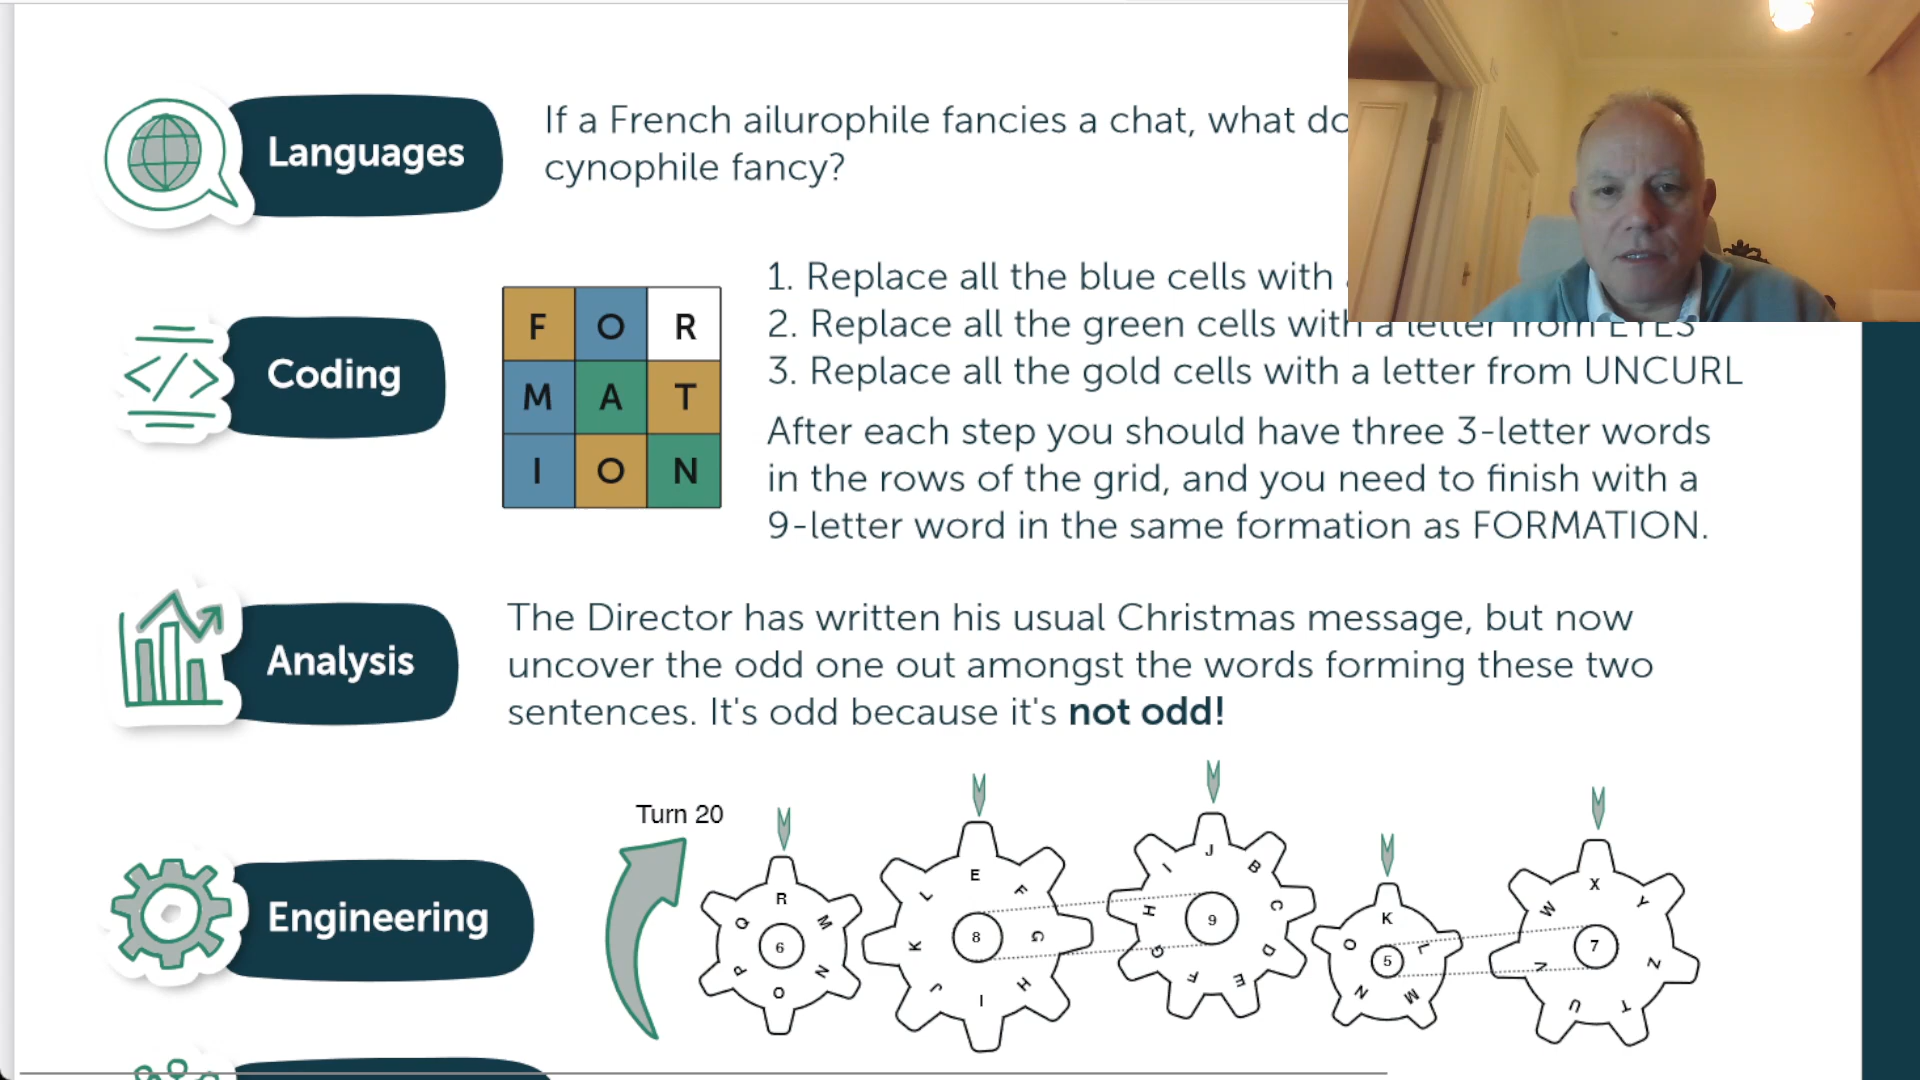 Languages
If a French ailurophile fancies a chat, what do
cynophile fancy?
Coding
F O R
M A T
I O N
1. Replace all the blue cells with
2. Replace all the green cells with a letter from EYES
3. Replace all the gold cells with a letter from UNCURL
After each step you should have three 3-letter words
in the rows of the grid, and you need to finish with a
9-letter word in the same formation as FORMATION.
Analysis
The Director has written his usual Christmas message, but now
uncover the odd one out amongst the words forming these two
sentences. It's odd because it's not odd!
Engineering
Turn 20
R M N O P Q 6
E F G H I J K L 8
J B C D E F G H I 9
K L M N O 5
X Y Z T U V W 7